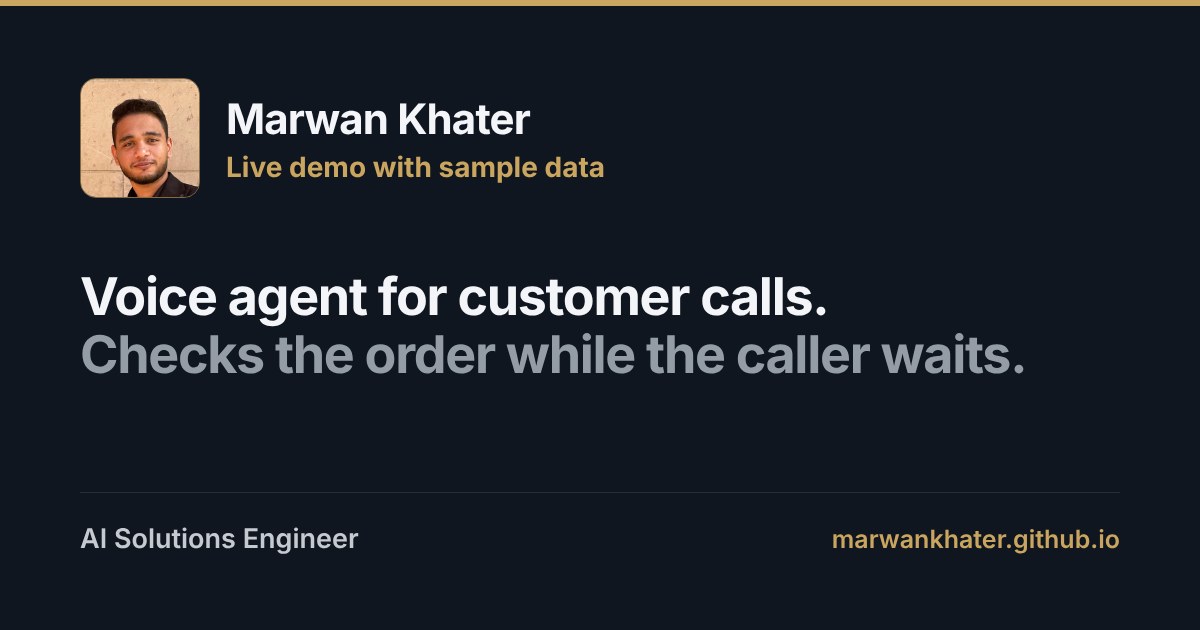 Marwan Khater
Live demo with sample data
Voice agent for customer calls.
Checks the order while the caller waits.
AI Solutions Engineer
marwankhater.github.io